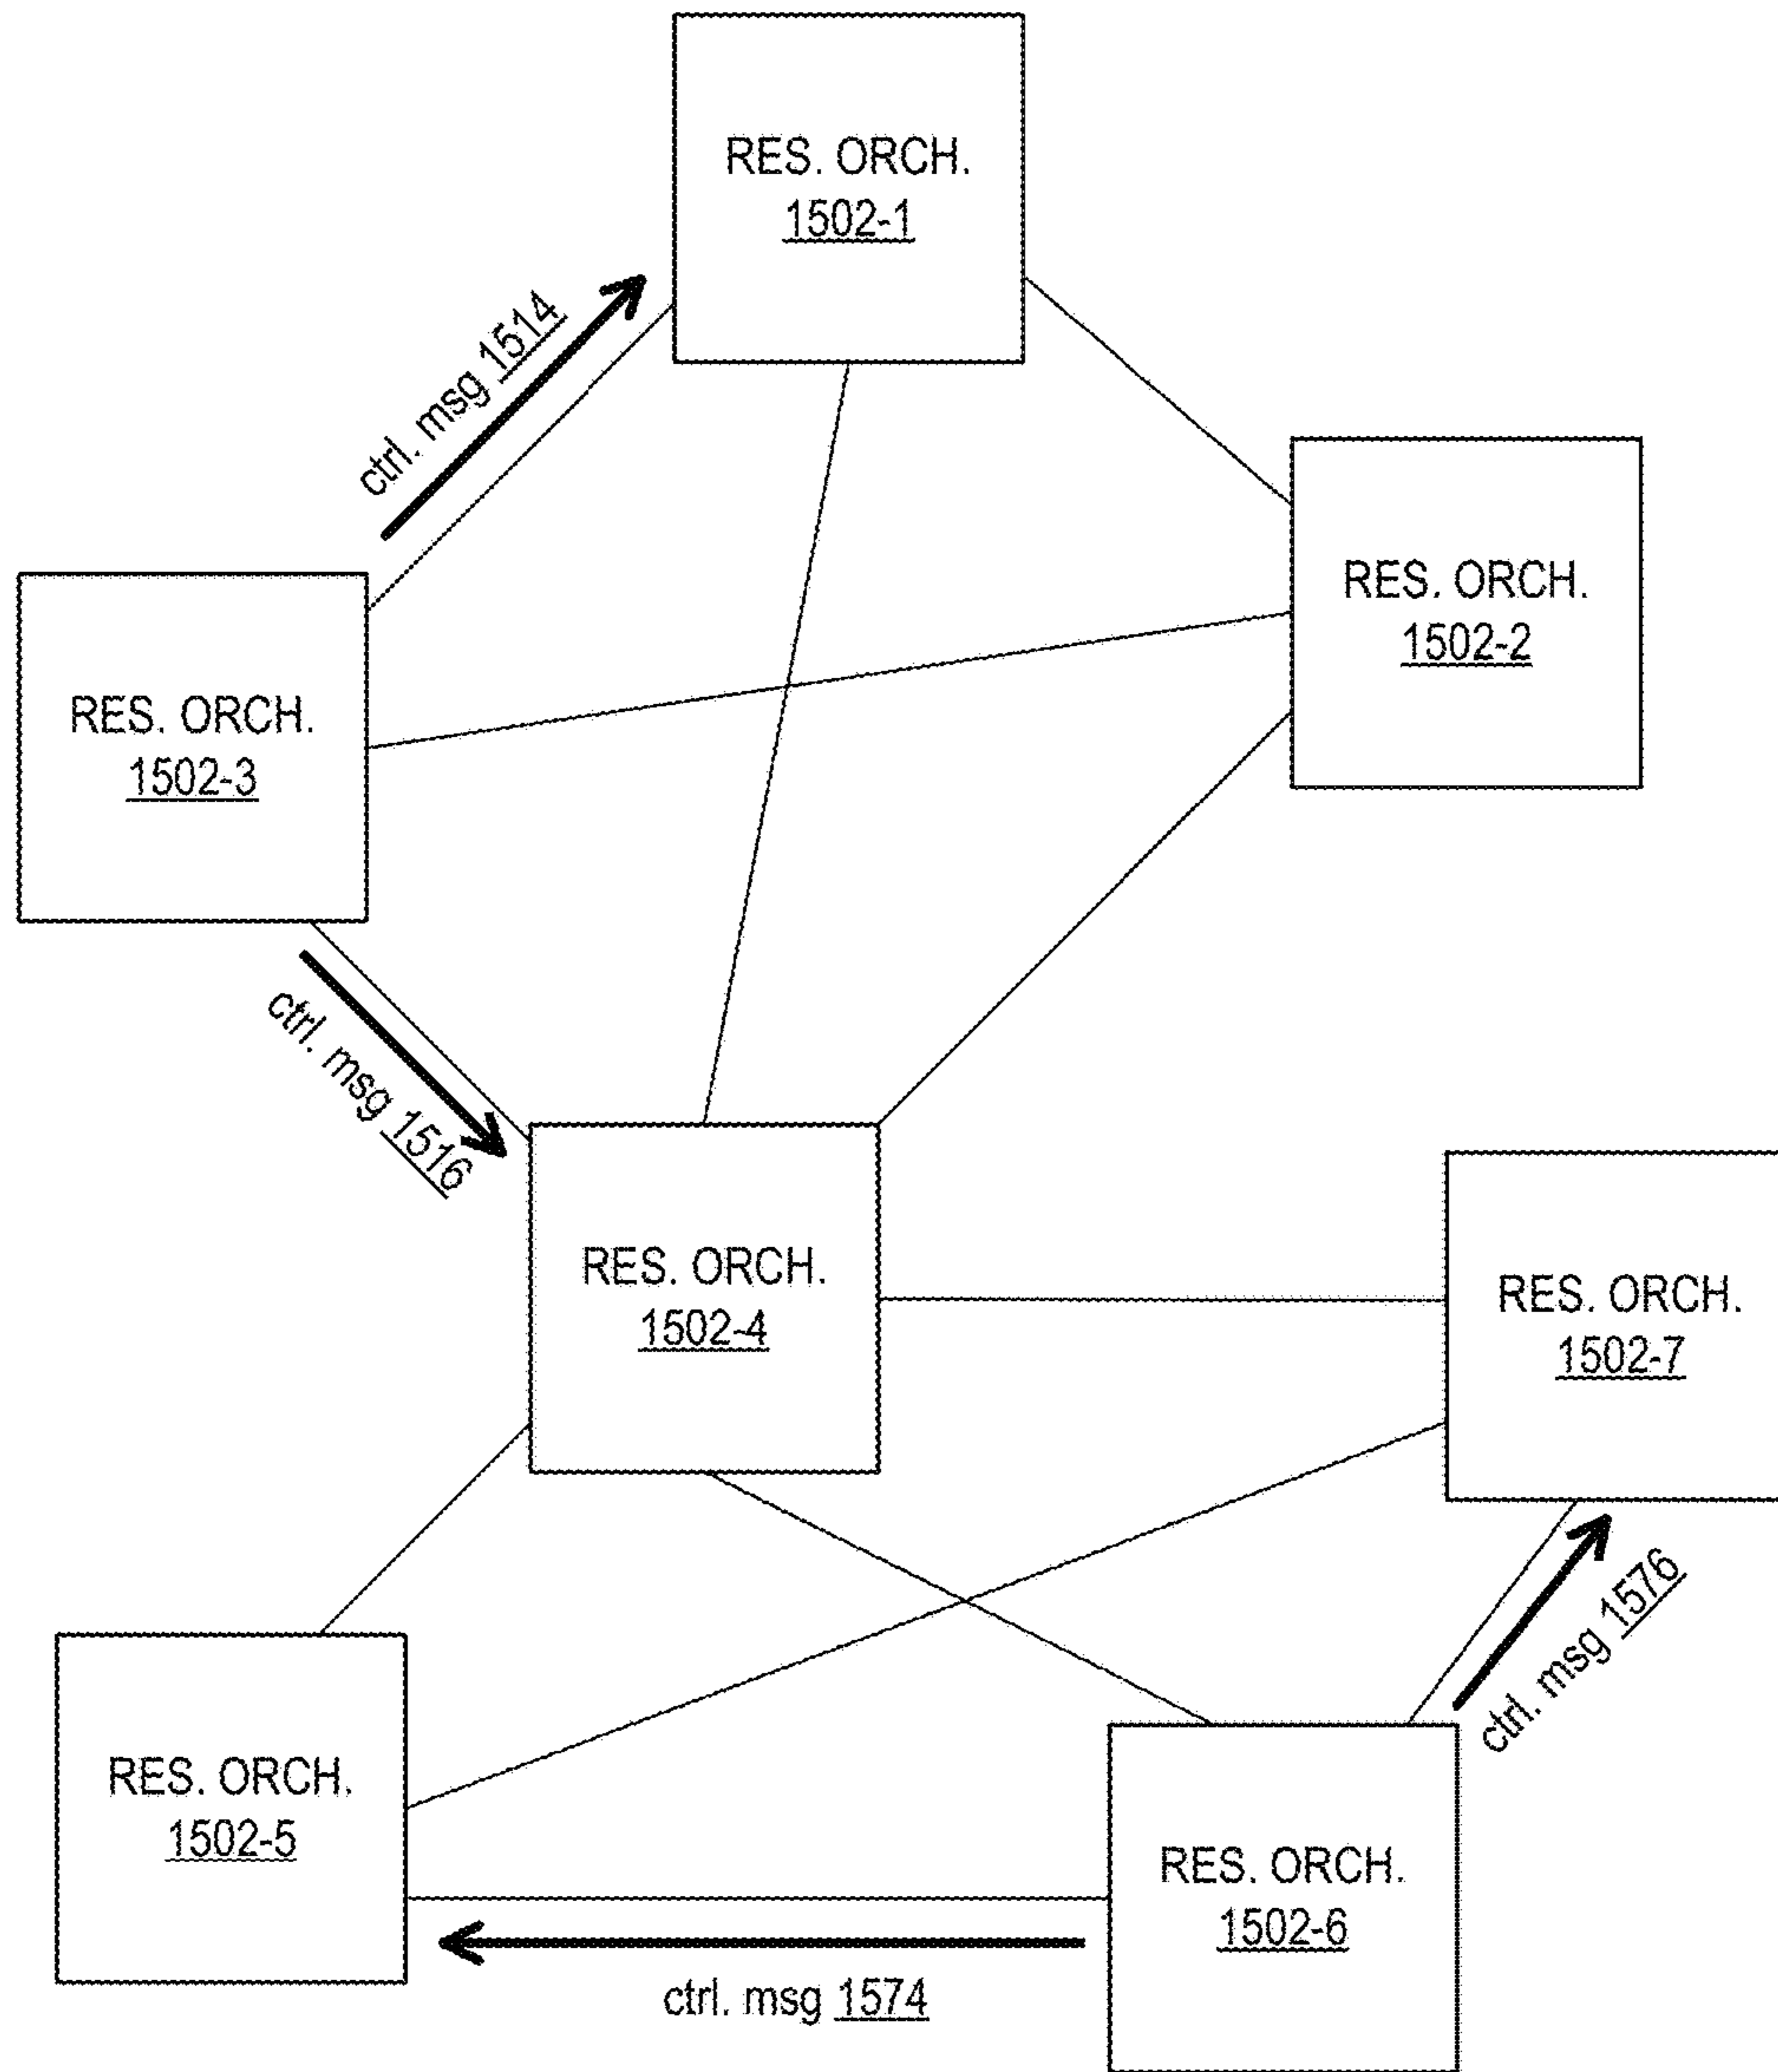 RES. ORCH.
1502-1
ctrl. msg 1514
RES. ORCH.
1502-2
RES. ORCH.
1502-3
ctrl. msg 1516
RES. ORCH.
1502-4
RES. ORCH.
1502-7
ctrl. msg 1576
RES. ORCH.
1502-5
RES. ORCH.
1502-6
ctrl. msg 1574